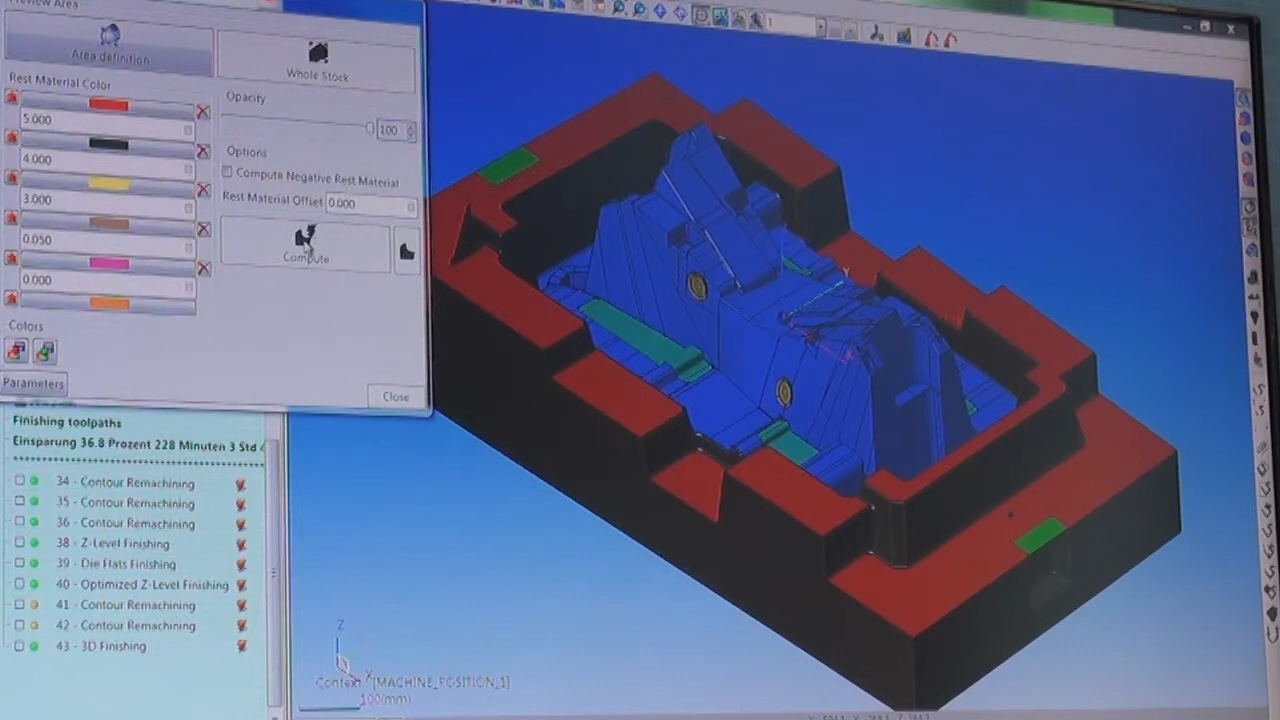 Preview Area
Area definition
Whole Stock
Rest Material Color
5.000
4.000
3.000
0.050
0.000
Opacity
100
Options
Compute Negative Rest Material
Rest Material Offset 0.000
Compute
Colors
Parameters
Close
1
Finishing toolpaths
Einsparung 36.8 Prozent 228 Minuten 3 Std
34 - Contour Remachining
35 - Contour Remachining
36 - Contour Remachining
38 - Z-Level Finishing
39 - Die Flats Finishing
40 - Optimized Z-Level Finishing
41 - Contour Remachining
42 - Contour Remachining
43 - 3D Finishing
Z
X
Context [MACHINE_POSITION_1]
100(mm)